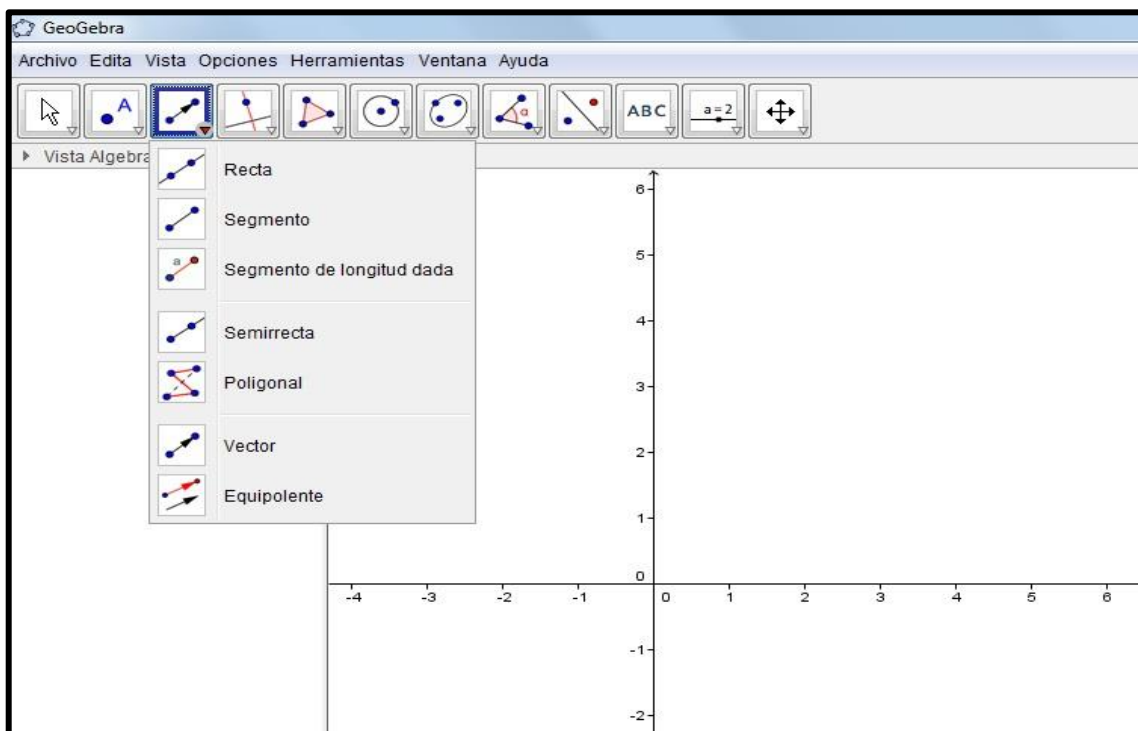 GeoGebra
Archivo Edita Vista Opciones Herramientas Ventana Ayuda
A α ABC a=2
Vista Algebra
Recta
Segmento
a
Segmento de longitud dada
Semirrecta
Poligonal
Vector
Equipolente
6
5
4
3
2
1
0
-4 -3 -2 -1 0 1 2 3 4 5 6
-1
-2